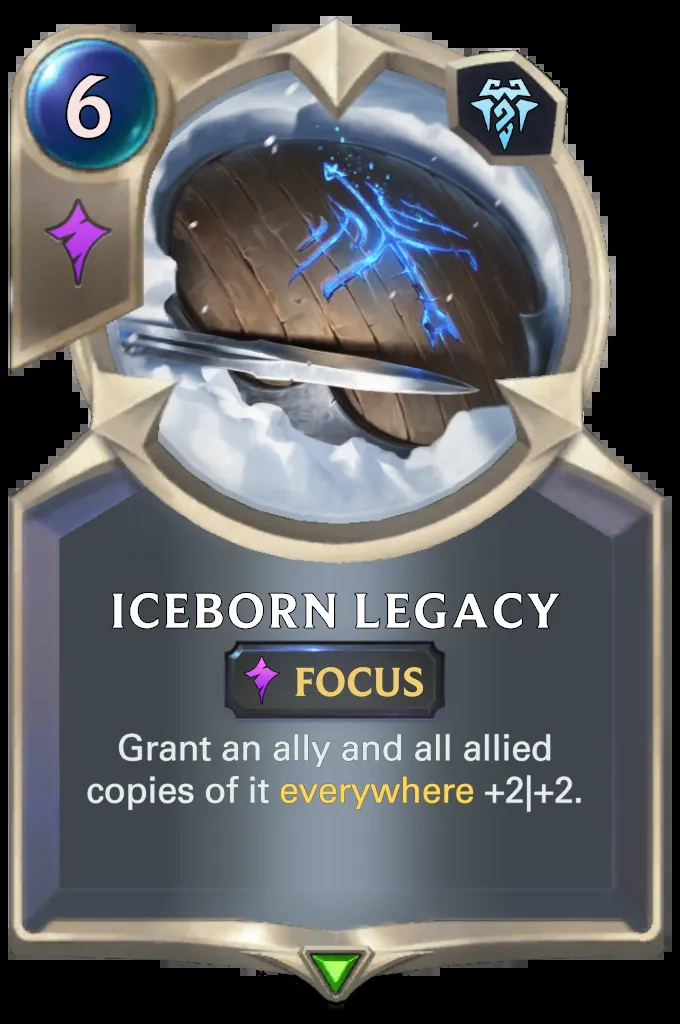 6
ICEBORN LEGACY
FOCUS
Grant an ally and all allied
copies of it everywhere +2|+2.